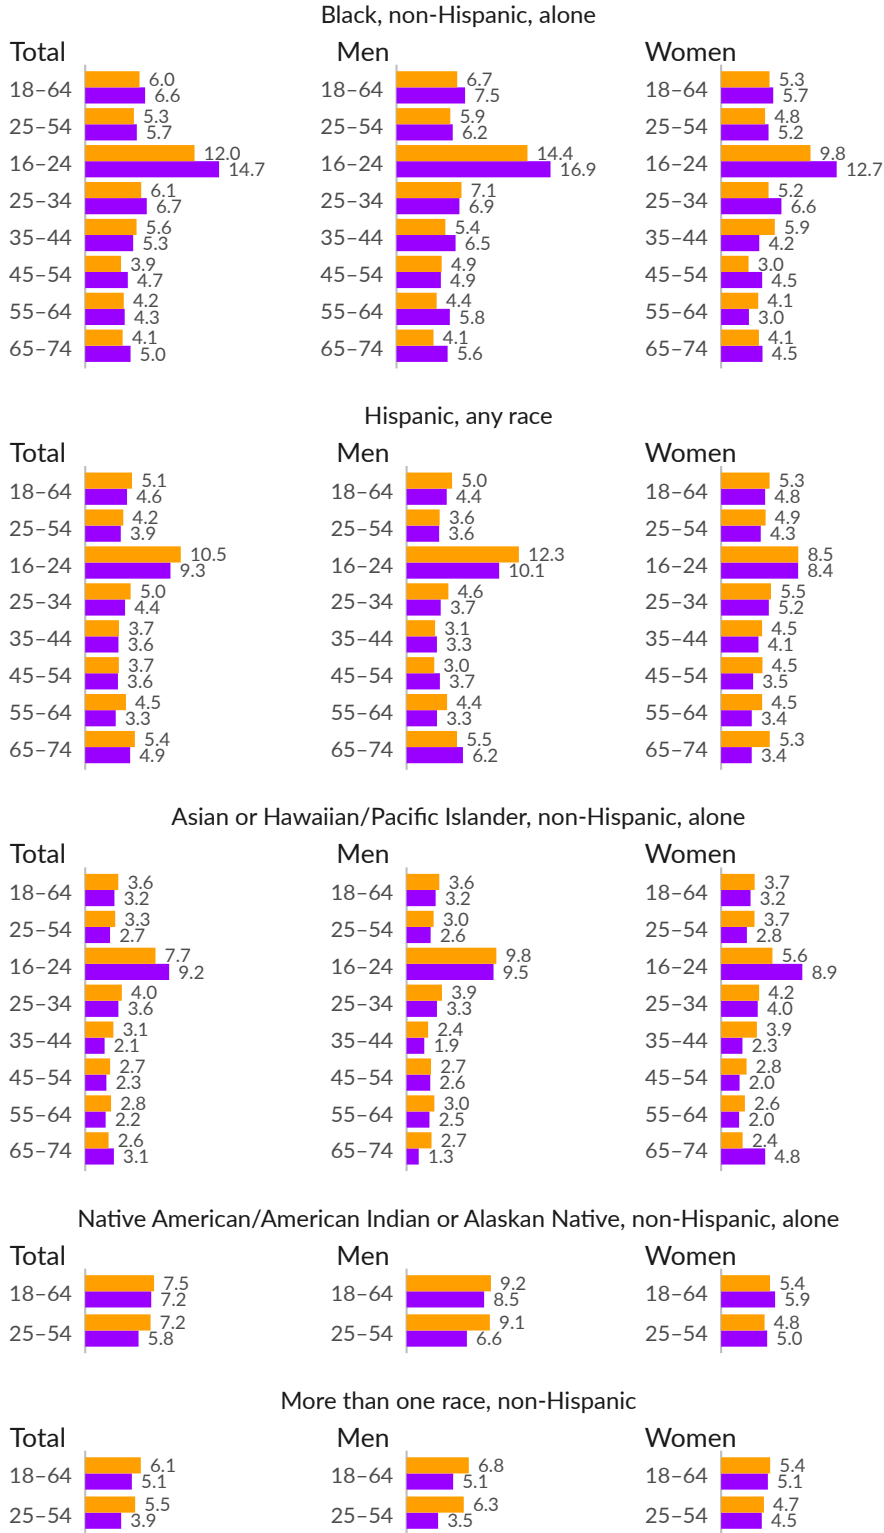 Black, non-Hispanic, alone
Total Men Women
18–64 6.0 6.6 18–64 6.7 7.5 18–64 5.3 5.7
25–54 5.3 5.7 25–54 5.9 6.2 25–54 4.8 5.2
16–24 12.0 14.7 16–24 14.4 16.9 16–24 9.8 12.7
25–34 6.1 6.7 25–34 7.1 6.9 25–34 5.2 6.6
35–44 5.6 5.3 35–44 5.4 6.5 35–44 5.9 4.2
45–54 3.9 4.7 45–54 4.9 4.9 45–54 3.0 4.5
55–64 4.2 4.3 55–64 4.4 5.8 55–64 4.1 3.0
65–74 4.1 5.0 65–74 4.1 5.6 65–74 4.1 4.5
Hispanic, any race
Total Men Women
18–64 5.1 4.6 18–64 5.0 4.4 18–64 5.3 4.8
25–54 4.2 3.9 25–54 3.6 3.6 25–54 4.9 4.3
16–24 10.5 9.3 16–24 12.3 10.1 16–24 8.5 8.4
25–34 5.0 4.4 25–34 4.6 3.7 25–34 5.5 5.2
35–44 3.7 3.6 35–44 3.1 3.3 35–44 4.5 4.1
45–54 3.7 3.6 45–54 3.0 3.7 45–54 4.5 3.5
55–64 4.5 3.3 55–64 4.4 3.3 55–64 4.5 3.4
65–74 5.4 4.9 65–74 5.5 6.2 65–74 5.3 3.4
Asian or Hawaiian/Pacific Islander, non-Hispanic, alone
Total Men Women
18–64 3.6 3.2 18–64 3.6 3.2 18–64 3.7 3.2
25–54 3.3 2.7 25–54 3.0 2.6 25–54 3.7 2.8
16–24 7.7 9.2 16–24 9.8 9.5 16–24 5.6 8.9
25–34 4.0 3.6 25–34 3.9 3.3 25–34 4.2 4.0
35–44 3.1 2.1 35–44 2.4 1.9 35–44 3.9 2.3
45–54 2.7 2.3 45–54 2.7 2.6 45–54 2.8 2.0
55–64 2.8 2.2 55–64 3.0 2.5 55–64 2.6 2.0
65–74 2.6 3.1 65–74 2.7 1.3 65–74 2.4 4.8
Native American/American Indian or Alaskan Native, non-Hispanic, alone
Total Men Women
18–64 7.5 7.2 18–64 9.2 8.5 18–64 5.4 5.9
25–54 7.2 5.8 25–54 9.1 6.6 25–54 4.8 5.0
More than one race, non-Hispanic
Total Men Women
18–64 6.1 5.1 18–64 6.8 5.1 18–64 5.4 5.1
25–54 5.5 3.9 25–54 6.3 3.5 25–54 4.7 4.5